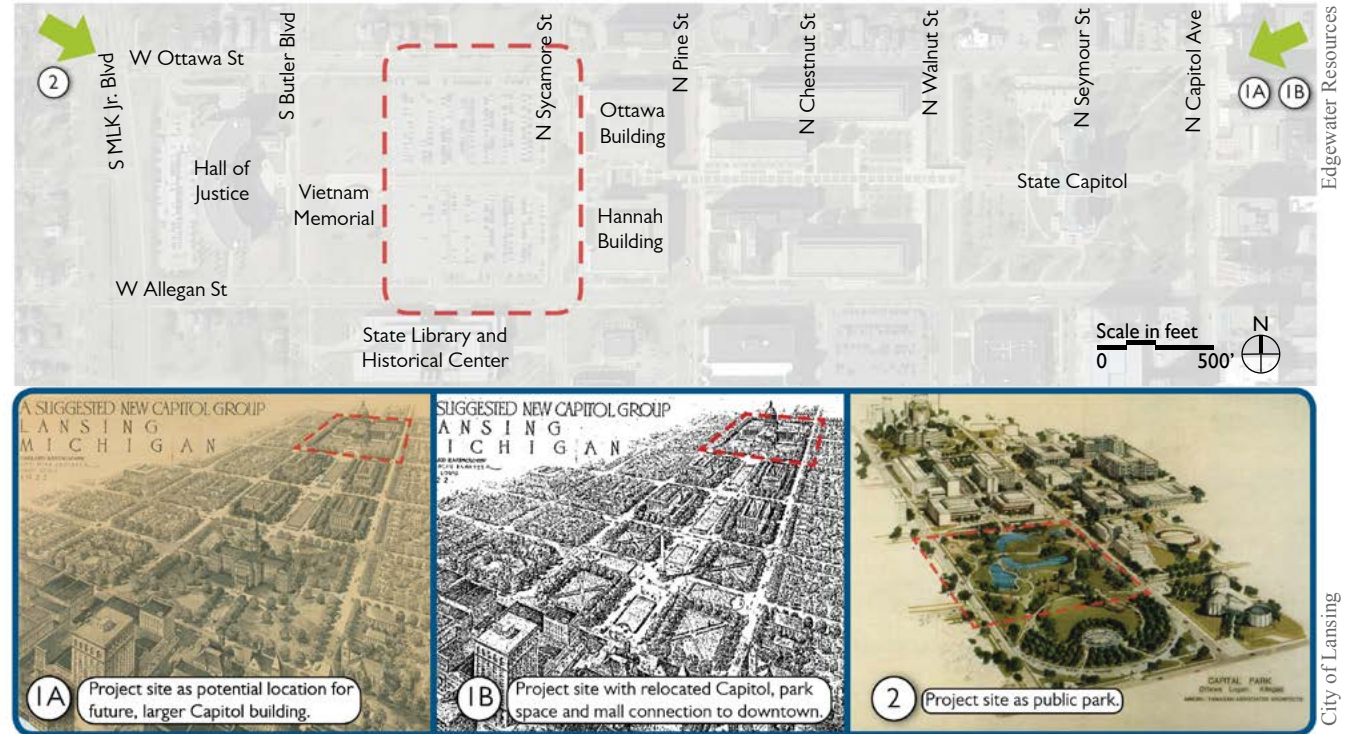 W Ottawa St
2
S MLK Jr. Blvd
S Butler Blvd
N Sycamore St
N Pine St
N Chestnut St
N Walnut St
N Seymour St
N Capitol Ave
1A 1B
Hall of
Justice
Vietnam
Memorial
Ottawa
Building
Hannah
Building
State Capitol
W Allegan St
State Library and
Historical Center
Scale in feet
0 500'
N
Edgewater Resources
A SUGGESTED NEW CAPITOL GROUP
LANSING
MICHIGAN
1A
Project site as potential location for
future, larger Capitol building.
SUGGESTED NEW CAPITOL GROUP
ANSING
MICHIGAN
1B
Project site with relocated Capitol, park
space and mall connection to downtown.
2
Project site as public park.
CAPITAL PARK
City of Lansing